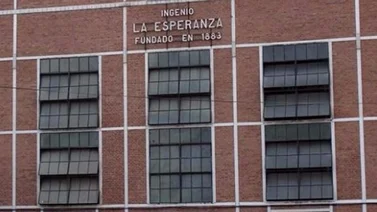 INGENIO
LA ESPERANZA
FUNDADO EN 1883